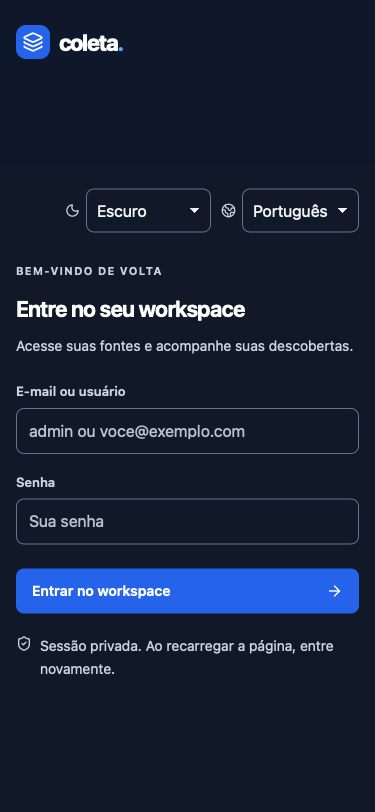 coleta.
Escuro
Português
BEM-VINDO DE VOLTA
Entre no seu workspace
Acesse suas fontes e acompanhe suas descobertas.
E-mail ou usuário
admin ou voce@exemplo.com
Senha
Sua senha
Entrar no workspace
Sessão privada. Ao recarregar a página, entre
novamente.